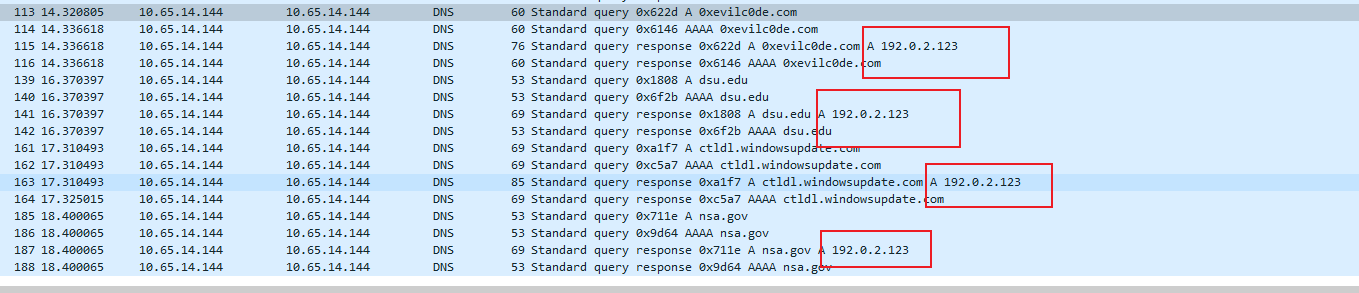 113 14.320805 10.65.14.144 10.65.14.144 DNS 60 Standard query 0x622d A 0xevilc0de.com
114 14.336618 10.65.14.144 10.65.14.144 DNS 60 Standard query 0x6146 AAAA 0xevilc0de.com
115 14.336618 10.65.14.144 10.65.14.144 DNS 76 Standard query response 0x622d A 0xevilc0de.com A 192.0.2.123
116 14.336618 10.65.14.144 10.65.14.144 DNS 60 Standard query response 0x6146 AAAA 0xevilc0de.com
139 16.370397 10.65.14.144 10.65.14.144 DNS 53 Standard query 0x1808 A dsu.edu
140 16.370397 10.65.14.144 10.65.14.144 DNS 53 Standard query 0x6f2b AAAA dsu.edu
141 16.370397 10.65.14.144 10.65.14.144 DNS 69 Standard query response 0x1808 A dsu.edu A 192.0.2.123
142 16.370397 10.65.14.144 10.65.14.144 DNS 53 Standard query response 0x6f2b AAAA dsu.edu
161 17.310493 10.65.14.144 10.65.14.144 DNS 69 Standard query 0xa1f7 A ctldl.windowsupdate.com
162 17.310493 10.65.14.144 10.65.14.144 DNS 69 Standard query 0xc5a7 AAAA ctldl.windowsupdate.com
163 17.310493 10.65.14.144 10.65.14.144 DNS 85 Standard query response 0xa1f7 A ctldl.windowsupdate.com A 192.0.2.123
164 17.325015 10.65.14.144 10.65.14.144 DNS 69 Standard query response 0xc5a7 AAAA ctldl.windowsupdate.com
185 18.400065 10.65.14.144 10.65.14.144 DNS 53 Standard query 0x711e A nsa.gov
186 18.400065 10.65.14.144 10.65.14.144 DNS 53 Standard query 0x9d64 AAAA nsa.gov
187 18.400065 10.65.14.144 10.65.14.144 DNS 69 Standard query response 0x711e A nsa.gov A 192.0.2.123
188 18.400065 10.65.14.144 10.65.14.144 DNS 53 Standard query response 0x9d64 AAAA nsa.gov